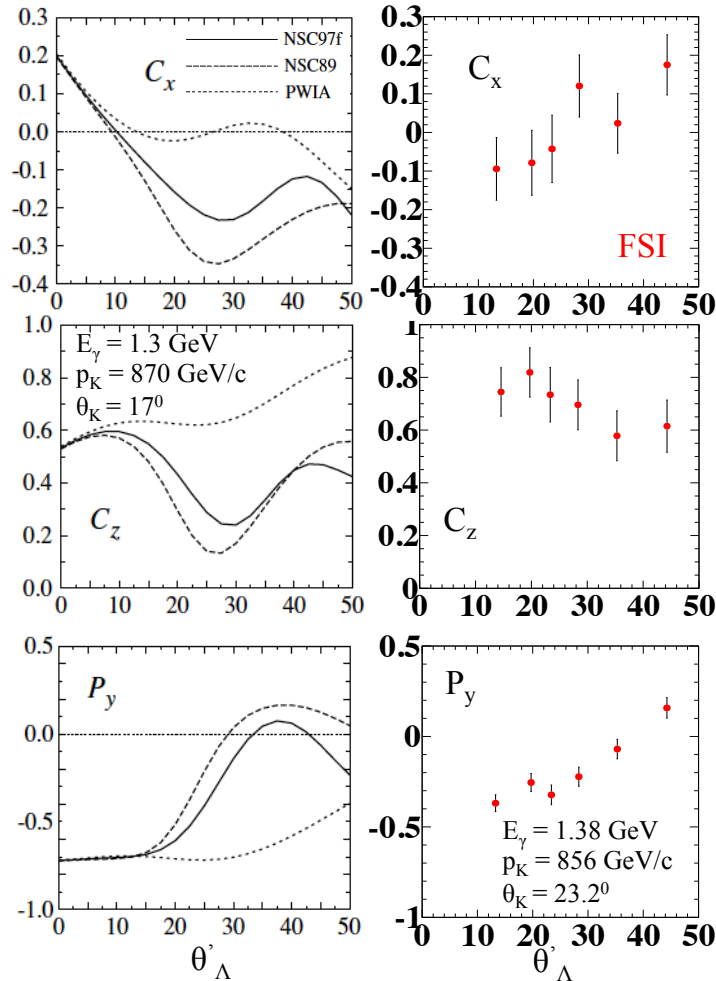 0.3
0.2
0.1
0.0
-0.1
-0.2
-0.3
-0.4
C_x
NSC97f
NSC89
PWIA
0 10 20 30 40 50
0.3
0.2
0.1
0
-0.1
-0.2
-0.3
-0.4
C_x
FSI
0 10 20 30 40 50
1.0
0.8
0.6
0.4
0.2
0.0
E_γ = 1.3 GeV
p_K = 870 GeV/c
θ_K = 17⁰
C_z
0 10 20 30 40 50
1
0.8
0.6
0.4
0.2
0
C_z
0 10 20 30 40 50
0.5
0.0
-0.5
-1.0
P_y
0 10 20 30 40 50
θ'_Λ
0.5
0
-0.5
-1
P_y
E_γ = 1.38 GeV
p_K = 856 GeV/c
θ_K = 23.2⁰
0 10 20 30 40 50
θ'_Λ